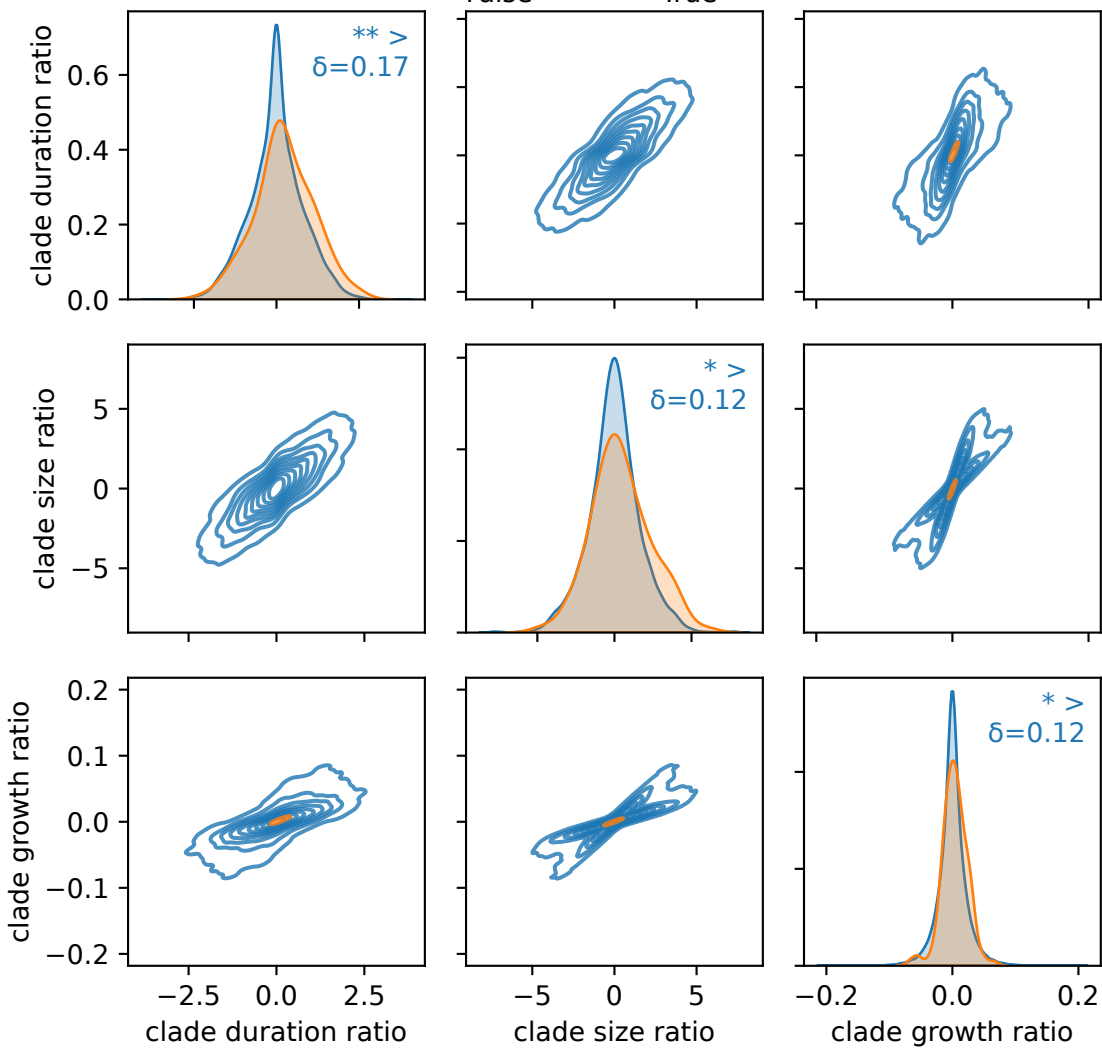 clade duration ratio
0.6
0.4
0.2
0.0
** >
δ=0.17
clade size ratio
5
0
−5
* >
δ=0.12
clade growth ratio
0.2
0.1
0.0
−0.1
−0.2
* >
δ=0.12
−2.5 0.0 2.5
−5 0 5
−0.2 0.0 0.2
clade duration ratio
clade size ratio
clade growth ratio